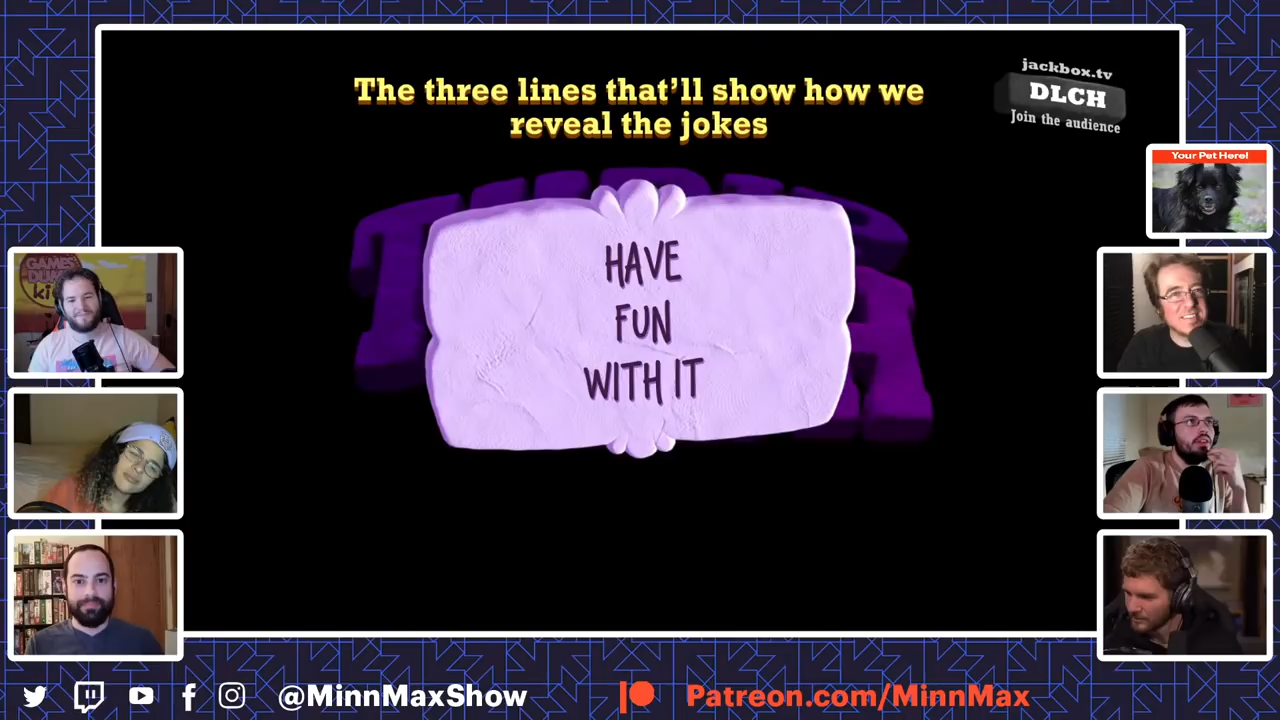 The three lines that'll show how we
reveal the jokes
jackbox.tv
DLCH
Join the audience
HAVE
FUN
WITH IT
Your Pet Here!
GAMES
@MinnMaxShow
Patreon.com/MinnMax